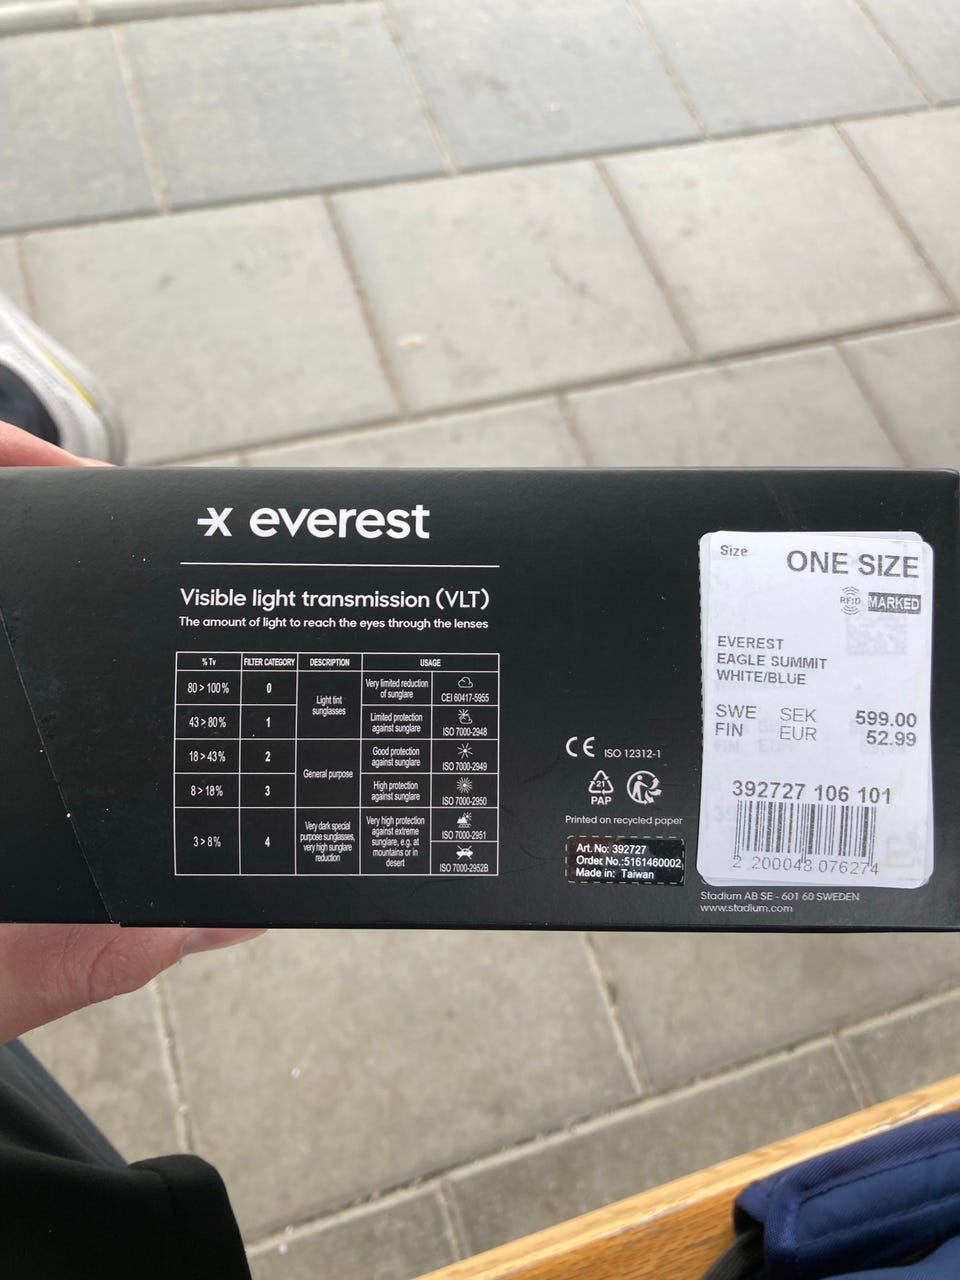 everest
Visible light transmission (VLT)
The amount of light to reach the eyes through the lenses
% Tv FILTER CATEGORY DESCRIPTION USAGE
80 > 100 % 0 Light tint sunglasses Very limited reduction of sunglare CEI 60417-5955
43 > 80 % 1 Limited protection against sunglare ISO 7000-2948
18 > 43 % 2 General purpose Good protection against sunglare ISO 7000-2949
8 > 18 % 3 High protection against sunglare ISO 7000-2950
3 > 8 % 4 Very dark special purpose sunglasses, very high sunglare reduction Very high protection against extreme sunglare, e.g. at mountains or in desert ISO 7000-2951
ISO 7000-2952B
CE ISO 12312-1
21
PAP
Printed on recycled paper
Art. No: 392727
Order. No.:5161460002
Made in: Taiwan
Size ONE SIZE
RFID MARKED
EVEREST
EAGLE SUMMIT
WHITE/BLUE
SWE SEK 599.00
FIN EUR 52.99
392727 106 101
2 200048 076274
Stadium AB SE - 601 60 SWEDEN
www.stadium.com